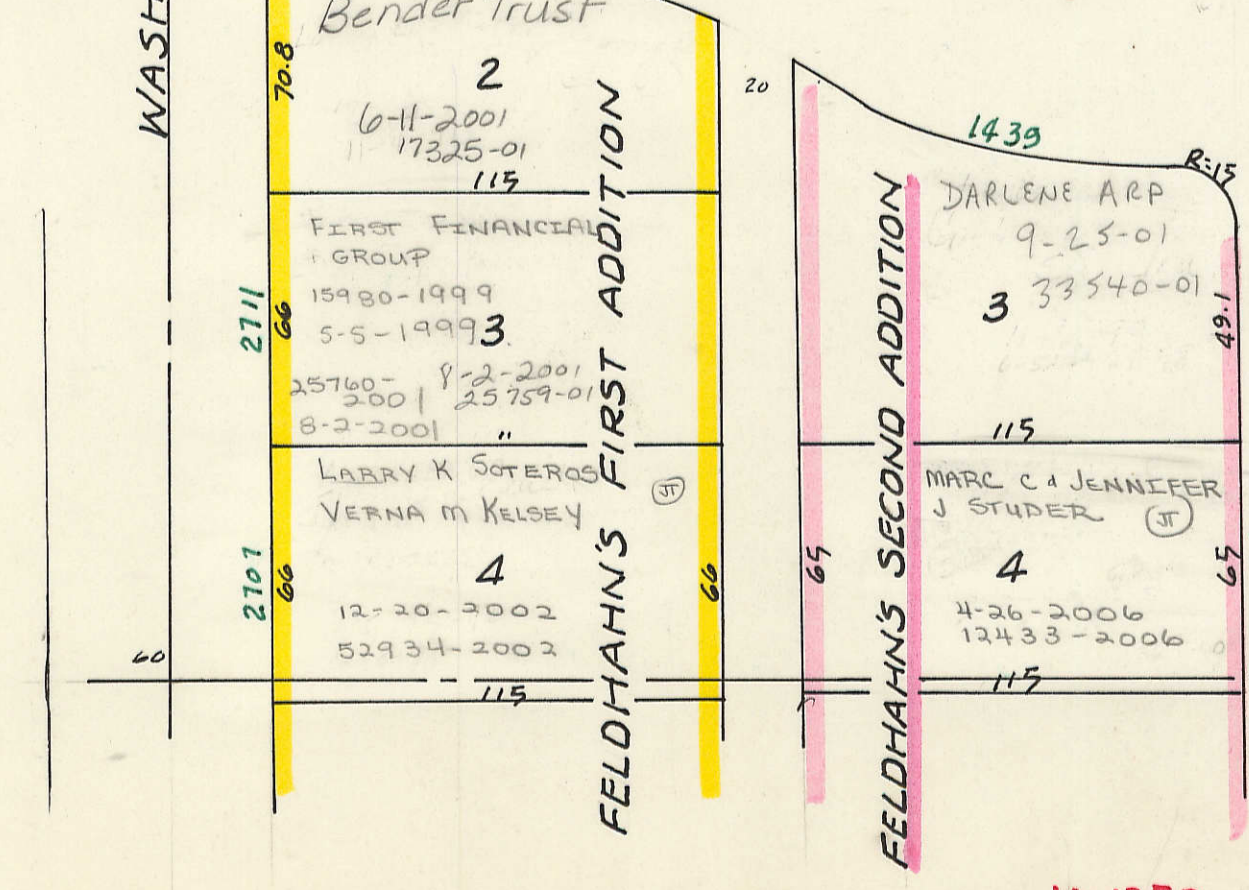 WASH
Bender Trust
70.8
2
6-11-2001
17325-01
115
FIRST FINANCIAL
GROUP
15980-1999
5-5-1999
3
2711
66
25760-
2001
8-2-2001
25759-01
8-2-2001
"
LARRY K SOTEROS
VERNA M KELSEY
JT
4
2707
66
66
12-20-2002
52934-2002
60
115
FELDHAHN'S FIRST ADDITION
20
1439
R=15
DARLENE ARP
9-25-01
33540-01
3
49.1
115
MARC C & JENNIFER
J STUDER
JT
4
65
65
4-26-2006
12433-2006
115
FELDHAHN'S SECOND ADDITION